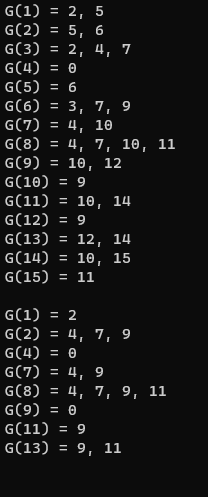 G(1) = 2, 5
G(2) = 5, 6
G(3) = 2, 4, 7
G(4) = 0
G(5) = 6
G(6) = 3, 7, 9
G(7) = 4, 10
G(8) = 4, 7, 10, 11
G(9) = 10, 12
G(10) = 9
G(11) = 10, 14
G(12) = 9
G(13) = 12, 14
G(14) = 10, 15
G(15) = 11

G(1) = 2
G(2) = 4, 7, 9
G(4) = 0
G(7) = 4, 9
G(8) = 4, 7, 9, 11
G(9) = 0
G(11) = 9
G(13) = 9, 11